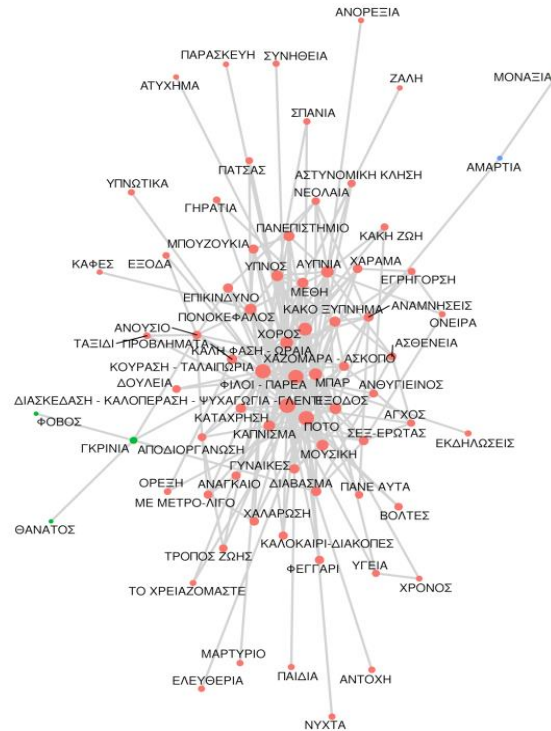 ΑΝΟΡΕΞΙΑ
ΠΑΡΑΣΚΕΥΗ
ΣΥΝΗΘΕΙΑ
ΑΤΥΧΗΜΑ
ΖΑΛΗ
ΜΟΝΑΞΙΑ
ΣΠΑΝΙΑ
ΠΑΤΣΑΣ
ΑΣΤΥΝΟΜΙΚΗ ΚΛΗΣΗ
ΑΜΑΡΤΙΑ
ΥΠΝΩΤΙΚΑ
ΝΕΟΛΑΙΑ
ΓΗΡΑΤΙΑ
ΠΑΝΕΠΙΣΤΗΜΙΟ
ΚΑΚΗ ΖΩΗ
ΜΠΟΥΖΟΥΚΙΑ
ΚΑΦΕΣ
ΕΞΟΔΑ
ΥΠΝΟΣ
ΑΥΠΝΙΑ
ΧΑΡΑΜΑ
ΕΓΡΗΓΟΡΣΗ
ΕΠΙΚΙΝΔΥΝΟ
ΜΕΘΗ
ΠΟΝΟΚΕΦΑΛΟΣ
ΚΑΚΟ ΞΥΠΝΗΜΑ
ΑΝΑΜΝΗΣΕΙΣ
ΟΝΕΙΡΑ
ΑΝΟΥΣΙΟ
ΧΟΡΟΣ
ΤΑΞΙΔΙ
ΠΡΟΒΛΗΜΑΤΑ
ΚΑΛΗ ΦΑΣΗ - ΩΡΑΙΑ
ΑΣΘΕΝΕΙΑ
ΧΑΖΟΜΑΡΑ - ΑΣΚΟΠΟ
ΚΟΥΡΑΣΗ - ΤΑΛΑΙΠΩΡΙΑ
ΔΟΥΛΕΙΑ
ΦΙΛΟΙ - ΠΑΡΕΑ
ΜΠΑΡ
ΑΝΘΥΓΙΕΙΝΟΣ
ΔΙΑΣΚΕΔΑΣΗ - ΚΑΛΟΠΕΡΑΣΗ - ΨΥΧΑΓΩΓΙΑ - ΓΛΕΝΤΙ
ΕΞΟΔΟΣ
ΦΟΒΟΣ
ΚΑΤΑΧΡΗΣΗ
ΠΟΤΟ
ΑΓΧΟΣ
ΓΚΡΙΝΙΑ
ΑΠΟΔΙΟΡΓΑΝΩΣΗ
ΚΑΠΝΙΣΜΑ
ΜΟΥΣΙΚΗ
ΣΕΞ-ΕΡΩΤΑΣ
ΕΚΔΗΛΩΣΕΙΣ
ΓΥΝΑΙΚΕΣ
ΟΡΕΞΗ
ΑΝΑΓΚΑΙΟ
ΔΙΑΒΑΣΜΑ
ΠΑΝΕ ΑΥΤΑ
ΘΑΝΑΤΟΣ
ΜΕ ΜΕΤΡΟ-ΛΙΓΟ
ΒΟΛΤΕΣ
ΧΑΛΑΡΩΣΗ
ΚΑΛΟΚΑΙΡΙ-ΔΙΑΚΟΠΕΣ
ΤΡΟΠΟΣ ΖΩΗΣ
ΦΕΓΓΑΡΙ
ΥΓΕΙΑ
ΤΟ ΧΡΕΙΑΖΟΜΑΣΤΕ
ΧΡΟΝΟΣ
ΜΑΡΤΥΡΙΟ
ΕΛΕΥΘΕΡΙΑ
ΠΑΙΔΙΑ
ΑΝΤΟΧΗ
ΝΥΧΤΑ